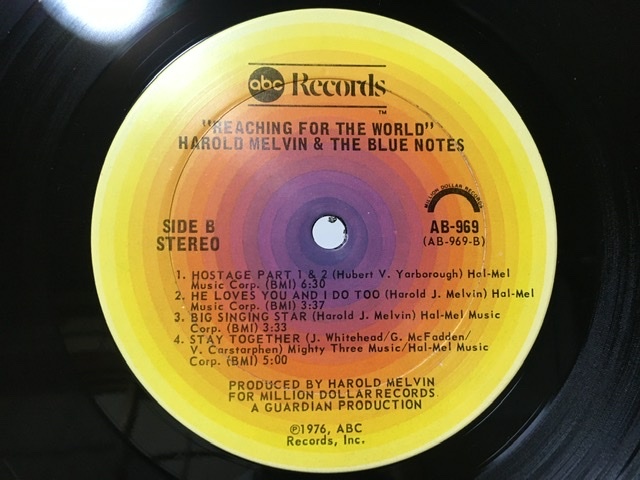 abc Records
™
"REACHING FOR THE WORLD"
HAROLD MELVIN & THE BLUE NOTES
MILLION DOLLAR RECORDS
SIDE B
STEREO
AB-969
(AB-969-B)
1. HOSTAGE PART 1 & 2 (Hubert V. Yarborough) Hal-Mel
Music Corp. (BMI) 6:30
2. HE LOVES YOU AND I DO TOO (Harold J. Melvin) Hal-Mel
Music Corp. (BMI) 3:37
3. BIG SINGING STAR (Harold J. Melvin) Hal-Mel Music
Corp. (BMI) 3:33
4. STAY TOGETHER (J. Whitehead/G. McFadden/
V. Carstarphen) Mighty Three Music/Hal-Mel Music
Corp. (BMI) 5:00
PRODUCED BY HAROLD MELVIN
FOR MILLION DOLLAR RECORDS
A GUARDIAN PRODUCTION
℗1976, ABC
Records, Inc.